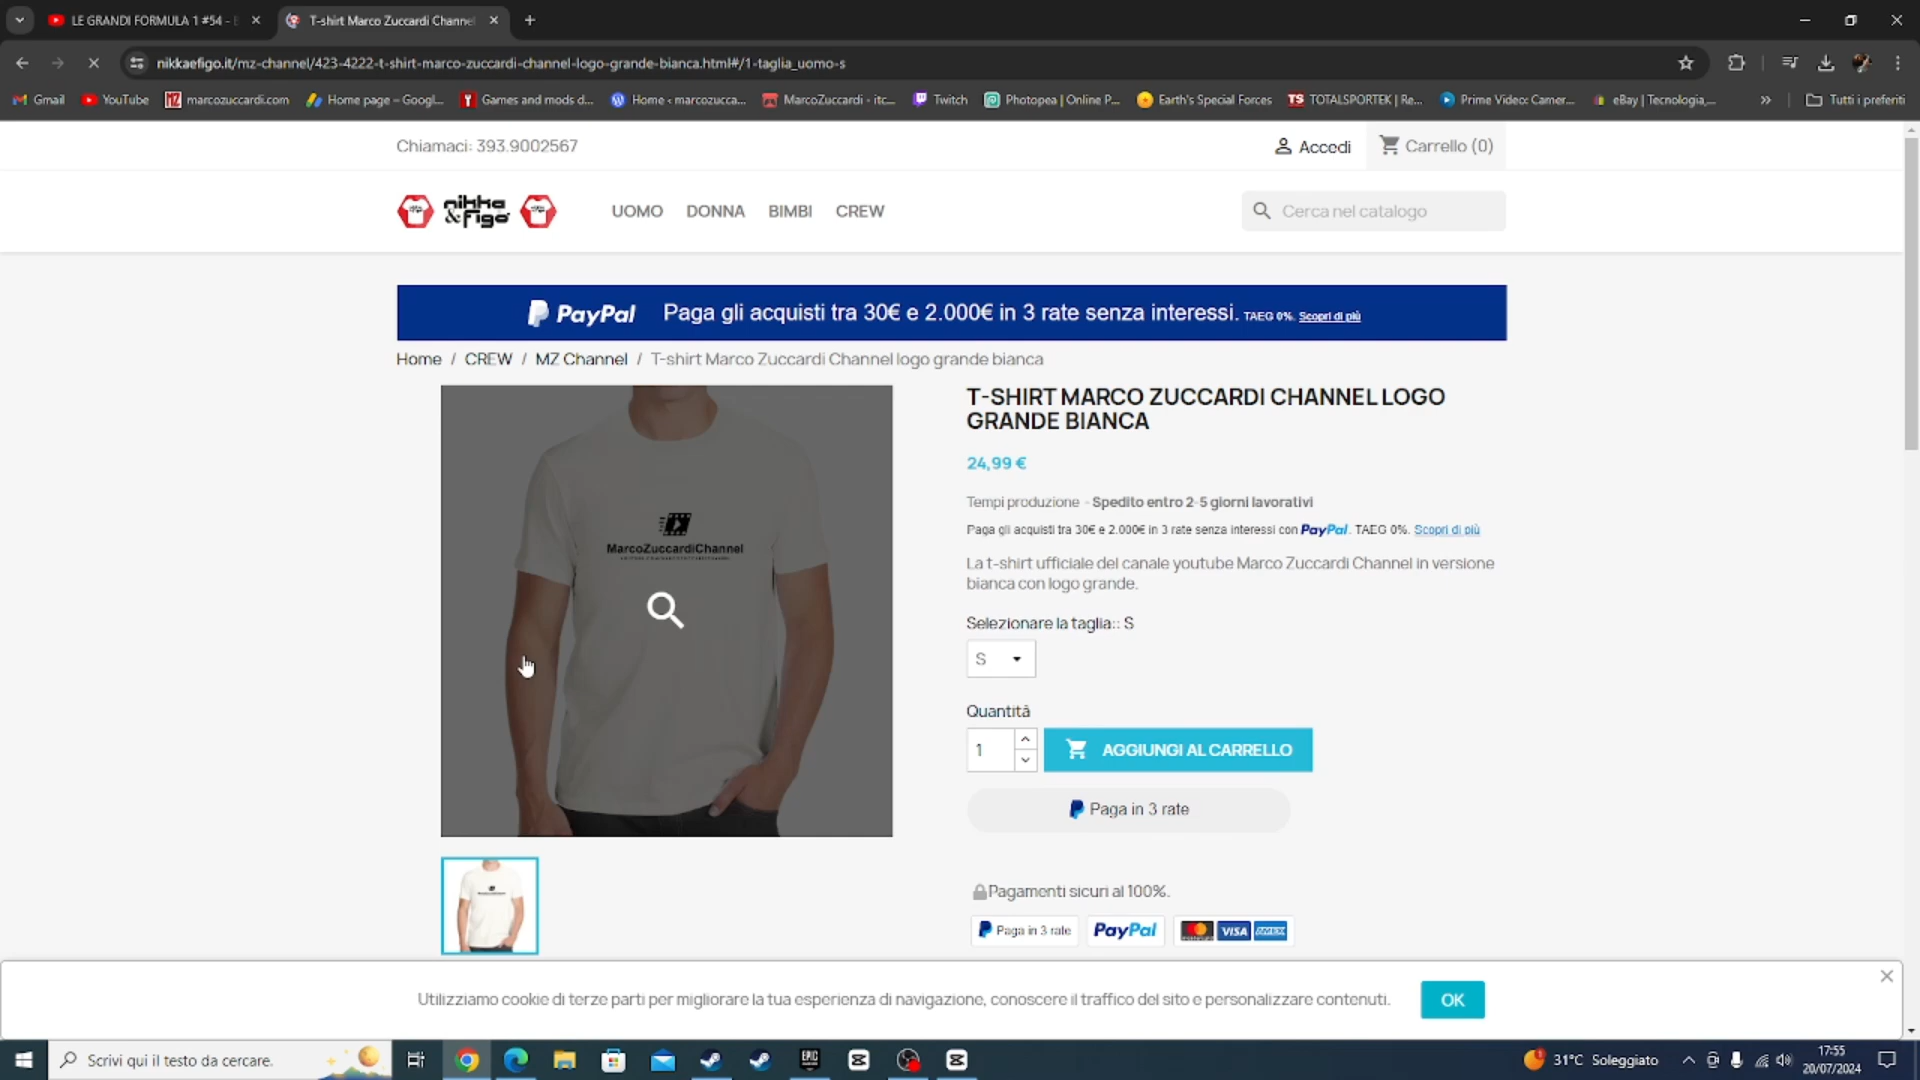 LE GRANDI FORMULA 1 #54 -
T-shirt Marco Zuccardi Channel
nikkaefigo.it/mz-channel/423-4222-t-shirt-marco-zuccardi-channel-logo-grande-bianca.html#/1-taglia_uomo-s
Gmail YouTube marcozuccardi.com Home page – Googl... Games and mods d... Home ‹ marcozucca... MarcoZuccardi - itc... Twitch Photopea | Online P... Earth's Special Forces TOTALSPORTEK | Re... Prime Video: Camer... eBay | Tecnologia,... » Tutti i preferiti
Chiamaci: 393.9002567
Accedi Carrello (0)
nikka &figo
UOMO DONNA BIMBI CREW
Cerca nel catalogo
PayPal Paga gli acquisti tra 30€ e 2.000€ in 3 rate senza interessi. TAEG 0%. Scopri di più
Home / CREW / MZ Channel / T-shirt Marco Zuccardi Channel logo grande bianca
T-SHIRT MARCO ZUCCARDI CHANNEL LOGO
GRANDE BIANCA
24,99 €
Tempi produzione - Spedito entro 2-5 giorni lavorativi
Paga gli acquisti tra 30€ e 2.000€ in 3 rate senza interessi con PayPal. TAEG 0%. Scopri di più
La t-shirt ufficiale del canale youtube Marco Zuccardi Channel in versione
bianca con logo grande.
MarcoZuccardiChannel
Selezionare la taglia:: S
S
Quantità
1 AGGIUNGI AL CARRELLO
Paga in 3 rate
Pagamenti sicuri al 100%.
Paga in 3 rate PayPal mastercard VISA AMEX
Utilizziamo cookie di terze parti per migliorare la tua esperienza di navigazione, conoscere il traffico del sito e personalizzare contenuti. OK
Scrivi qui il testo da cercare.
EPIC
31°C Soleggiato
17:55
20/07/2024